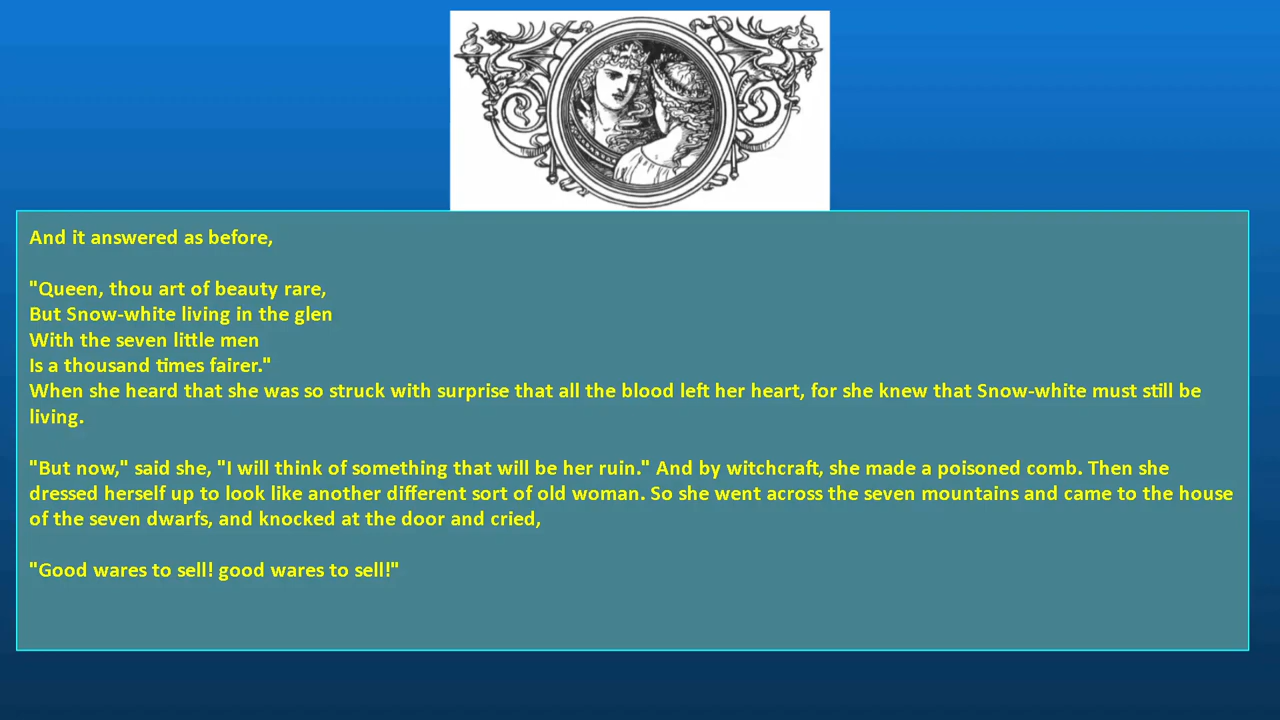 And it answered as before,
"Queen, thou art of beauty rare,
But Snow-white living in the glen
With the seven little men
Is a thousand times fairer."
When she heard that she was so struck with surprise that all the blood left her heart, for she knew that Snow-white must still be
living.
"But now," said she, "I will think of something that will be her ruin." And by witchcraft, she made a poisoned comb. Then she
dressed herself up to look like another different sort of old woman. So she went across the seven mountains and came to the house
of the seven dwarfs, and knocked at the door and cried,
"Good wares to sell! good wares to sell!"